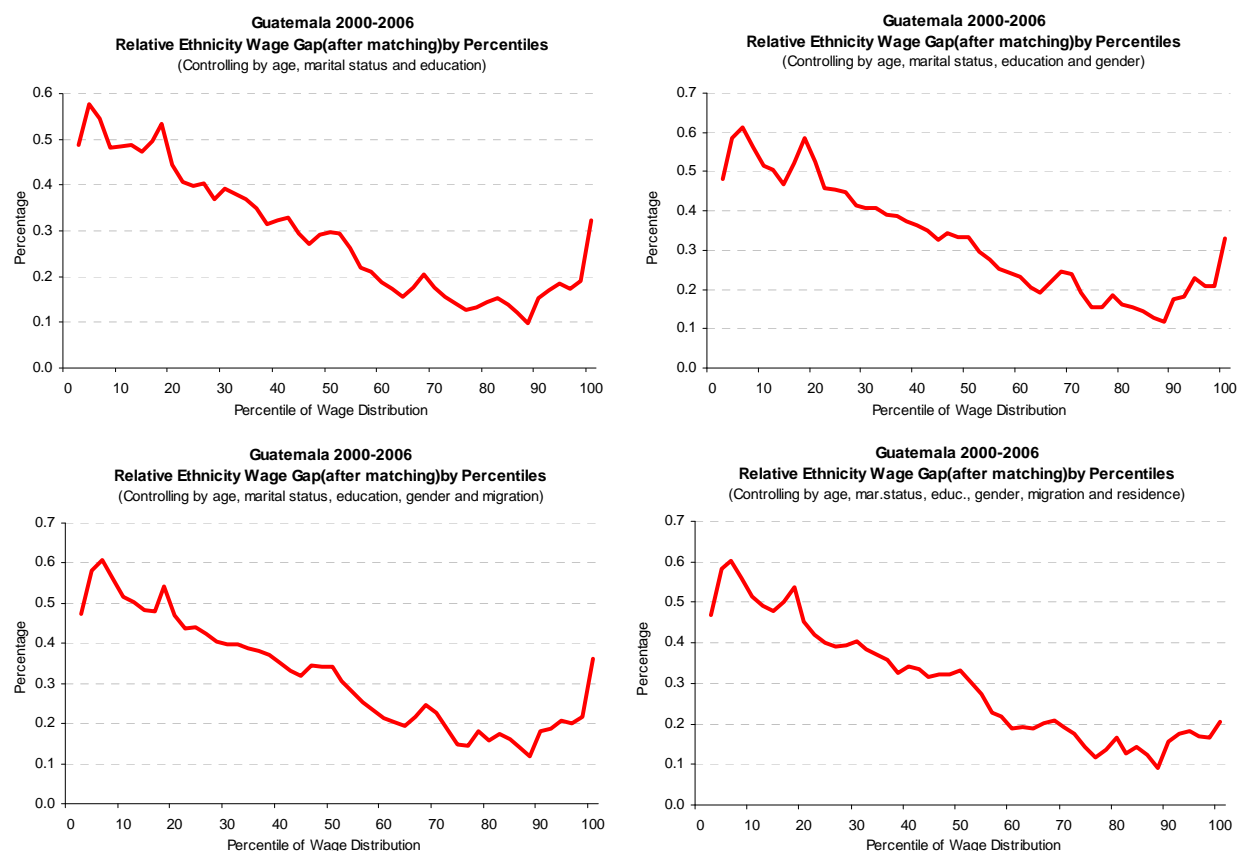 Guatemala 2000-2006
Relative Ethnicity Wage Gap(after matching)by Percentiles
(Controlling by age, marital status and education)
0.6
0.5
0.4
0.3
0.2
0.1
0.0
Percentage
0 10 20 30 40 50 60 70 80 90 100
Percentile of Wage Distribution
Guatemala 2000-2006
Relative Ethnicity Wage Gap(after matching)by Percentiles
(Controlling by age, marital status, education and gender)
0.7
0.6
0.5
0.4
0.3
0.2
0.1
0.0
Percentage
0 10 20 30 40 50 60 70 80 90 100
Percentile of Wage Distribution
Guatemala 2000-2006
Relative Ethnicity Wage Gap(after matching)by Percentiles
(Controlling by age, marital status, education, gender and migration)
0.7
0.6
0.5
0.4
0.3
0.2
0.1
0.0
Percentage
0 10 20 30 40 50 60 70 80 90 100
Percentile of Wage Distribution
Guatemala 2000-2006
Relative Ethnicity Wage Gap(after matching)by Percentiles
(Controlling by age, mar.status, educ., gender, migration and residence)
0.7
0.6
0.5
0.4
0.3
0.2
0.1
0.0
Percentage
0 10 20 30 40 50 60 70 80 90 100
Percentile of Wage Distribution